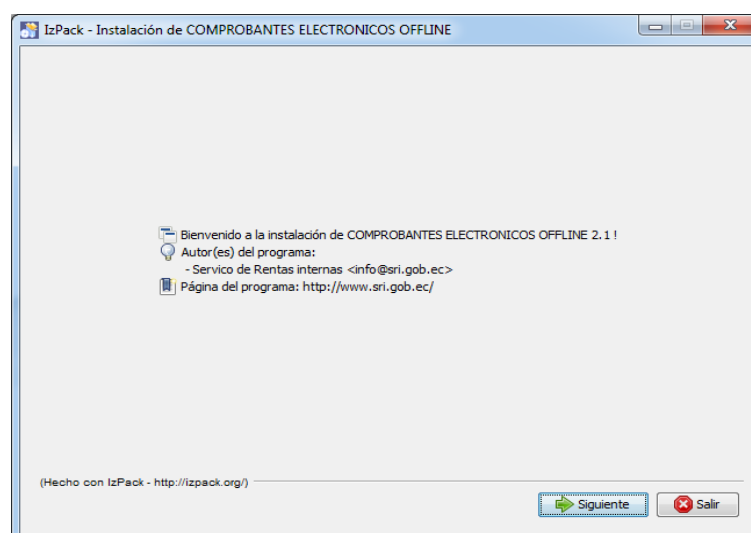 IzPack - Instalación de COMPROBANTES ELECTRONICOS OFFLINE
Bienvenido a la instalación de COMPROBANTES ELECTRONICOS OFFLINE 2.1 !
Autor(es) del programa:
- Servico de Rentas internas <info@sri.gob.ec>
Página del programa: http://www.sri.gob.ec/
(Hecho con IzPack - http://izpack.org/)
Siguiente
Salir